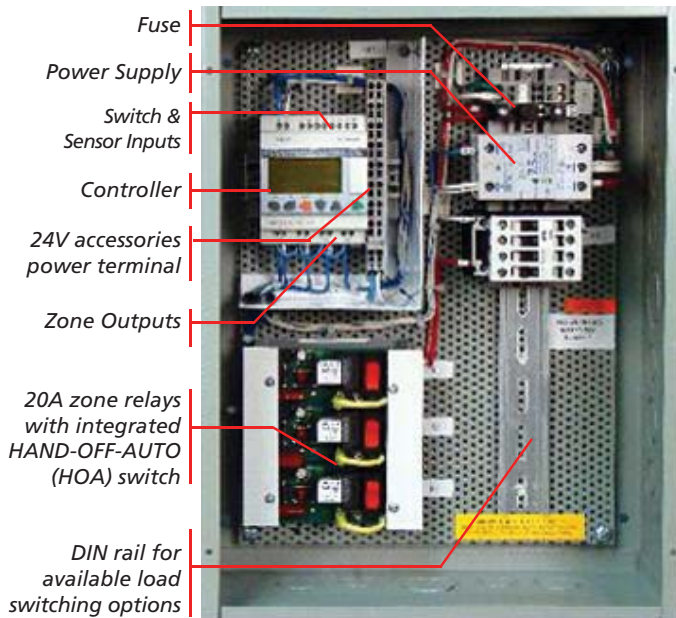 Fuse
Power Supply
Switch &
Sensor Inputs
Controller
24V accessories
power terminal
Zone Outputs
20A zone relays
with integrated
HAND-OFF-AUTO
(HOA) switch
DIN rail for
available load
switching options